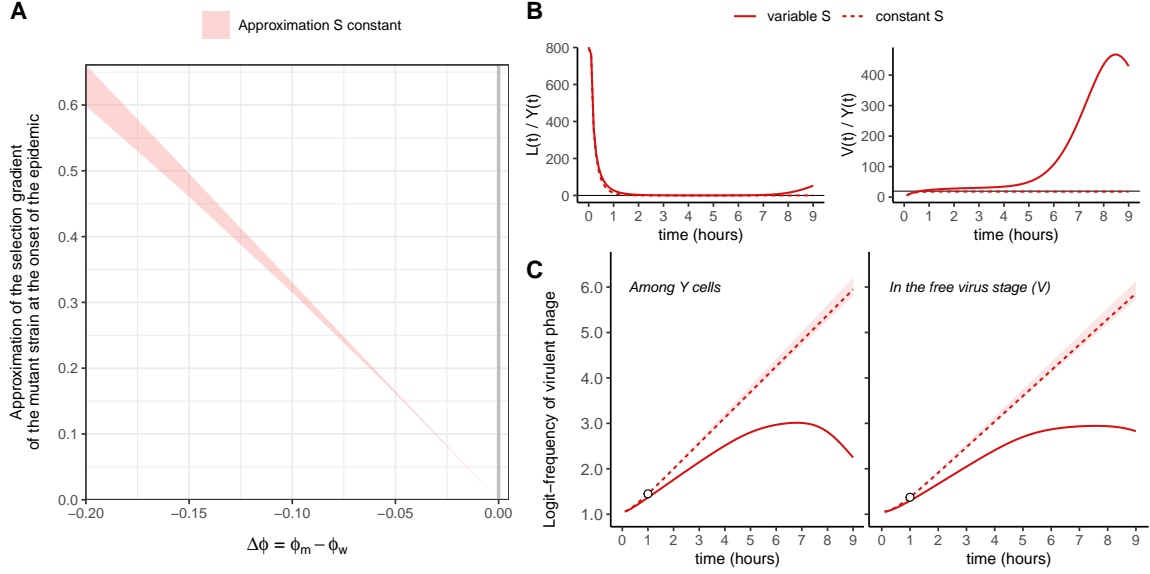 A
Approximation S constant
Approximation of the selection gradient
of the mutant strain at the onset of the epidemic
0.6
0.5
0.4
0.3
0.2
0.1
0.0
−0.20 −0.15 −0.10 −0.05 0.00
Δϕ = ϕm − ϕw
B
variable S constant S
L(t) / Y(t)
800
600
400
200
0
0 1 2 3 4 5 6 7 8 9
time (hours)
V(t) / Y(t)
400
300
200
100
0
0 1 2 3 4 5 6 7 8 9
time (hours)
C
Logit−frequency of virulent phage
Among Y cells
6.0
5.0
4.0
3.0
2.0
1.0
0 1 2 3 4 5 6 7 8 9
time (hours)
In the free virus stage (V)
0 1 2 3 4 5 6 7 8 9
time (hours)